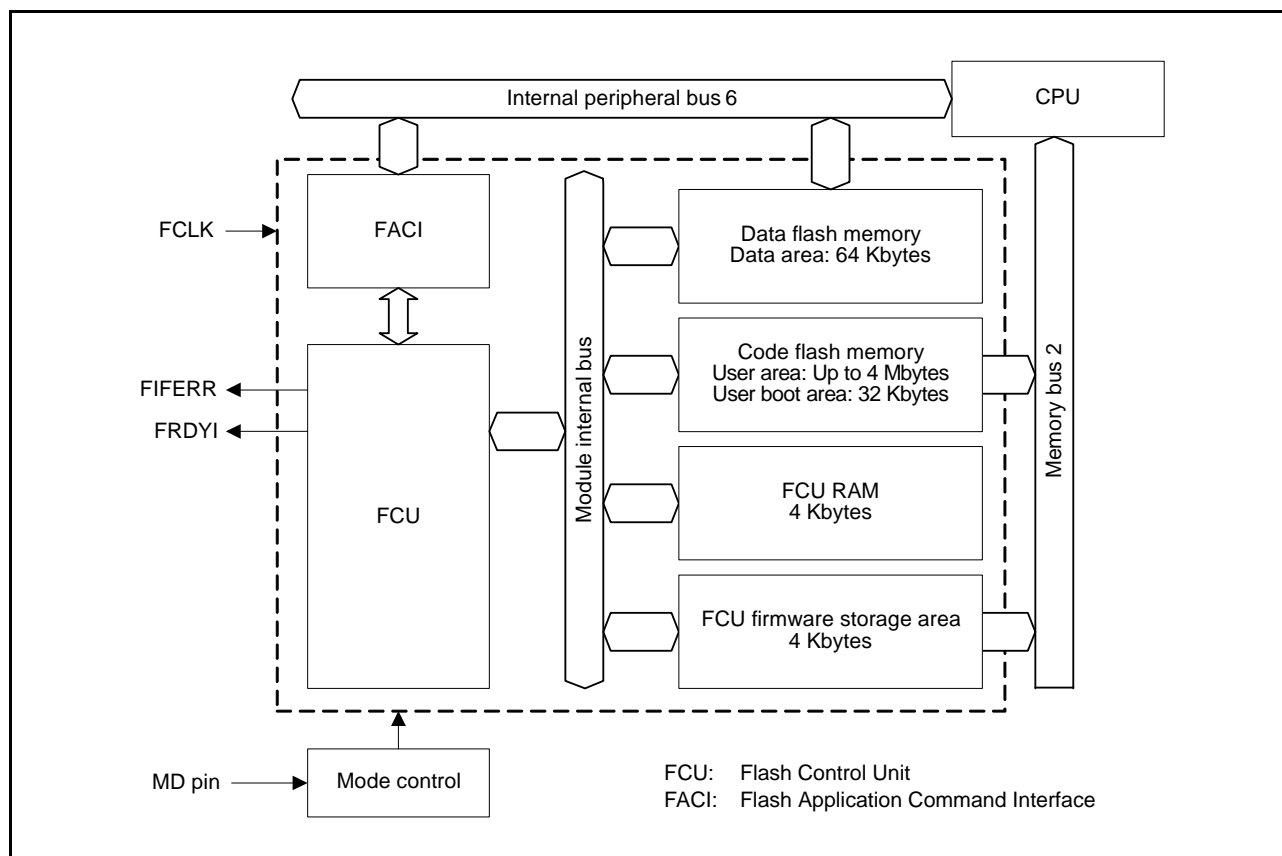 Internal peripheral bus 6
CPU
FCLK
FACI
Data flash memory
Data area: 64 Kbytes
Module internal bus
Code flash memory
User area: Up to 4 Mbytes
User boot area: 32 Kbytes
Memory bus 2
FIFERR
FRDYI
FCU
FCU RAM
4 Kbytes
FCU firmware storage area
4 Kbytes
MD pin
Mode control
FCU: Flash Control Unit
FACI: Flash Application Command Interface